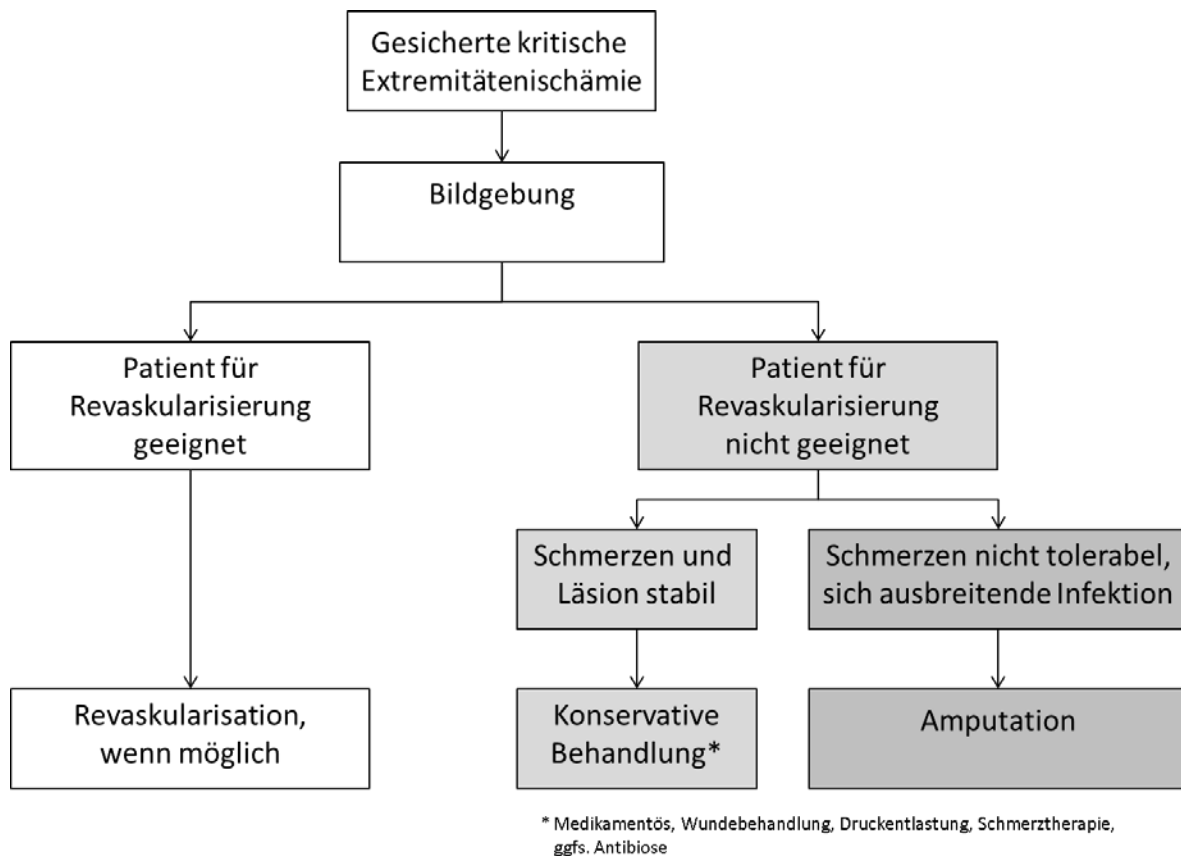 Gesicherte kritische
Extremitätenischämie
Bildgebung
Patient für
Revaskularisierung
geeignet
Patient für
Revaskularisierung
nicht geeignet
Schmerzen und
Läsion stabil
Schmerzen nicht tolerabel,
sich ausbreitende Infektion
Revaskularisation,
wenn möglich
Konservative
Behandlung*
Amputation
* Medikamentös, Wundebehandlung, Druckentlastung, Schmerztherapie,
ggfs. Antibiose